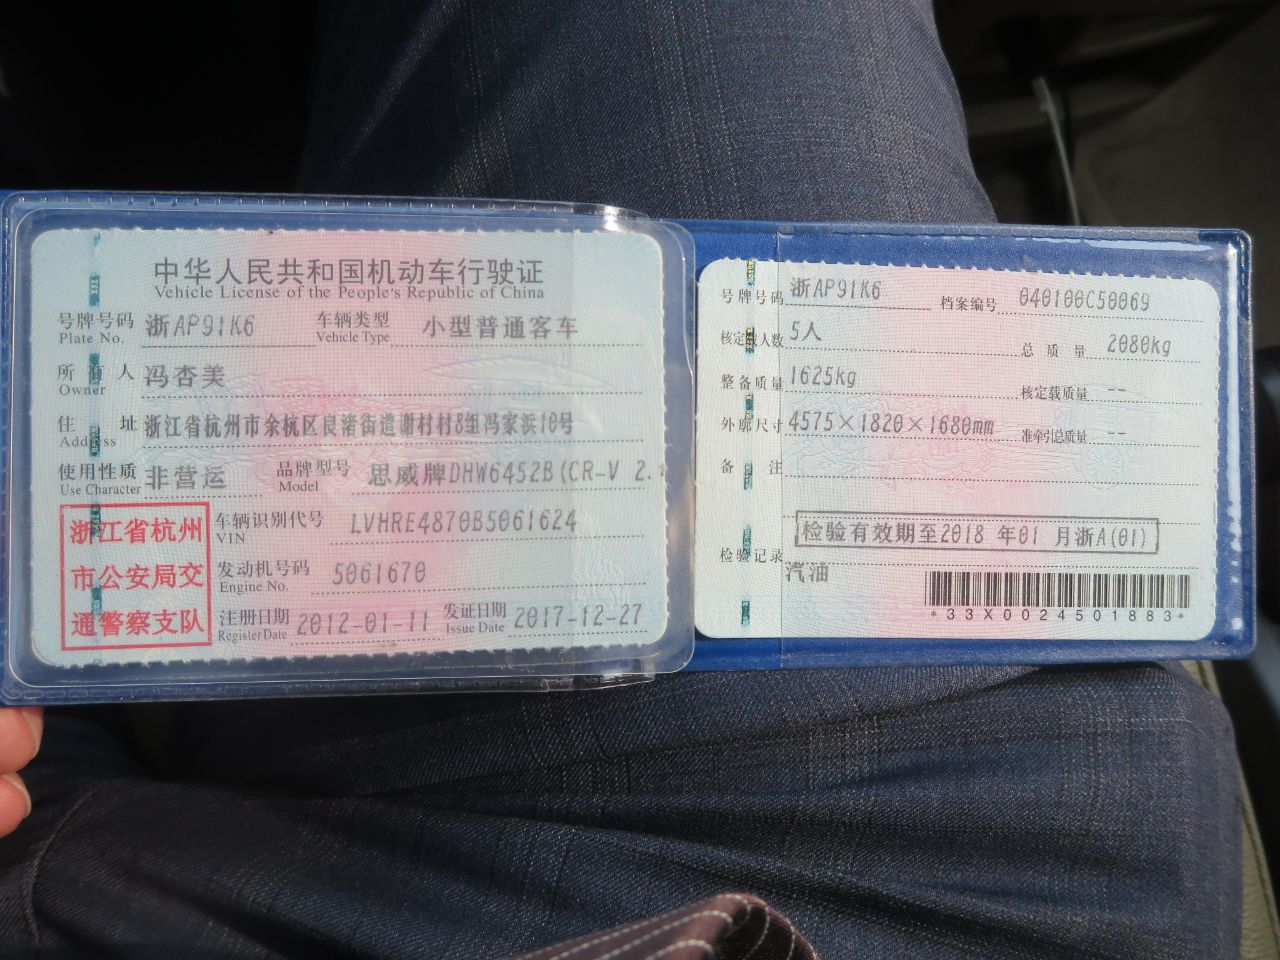 中华人民共和国机动车行驶证
Vehicle License of the People's Republic of China
号牌号码 浙AP91K6 车辆类型 小型普通客车
Plate No. Vehicle Type
所有人 冯杏美
Owner
住址 浙江省杭州市余杭区良渚街道谢村村8组冯家浜10号
Address
使用性质 非营运 品牌型号 思威牌DHW6452B(CR-V 2.
Use Character Model
浙江省杭州
市公安局交
通警察支队
车辆识别代号 LVHRE4870B5061624
VIN
发动机号码 5061670
Engine No.
注册日期 2012-01-11 发证日期 2017-12-27
Register Date Issue Date
号牌号码 浙AP91K6 档案编号 040100C50069
核定载人数 5人 总质量 2080kg
整备质量 1625kg 核定载质量 --
外廓尺寸 4575×1820×1680mm 准牵引总质量 --
备注
检验有效期至2018 年01 月浙A(01)
检验记录
汽油
*33X0024501883*